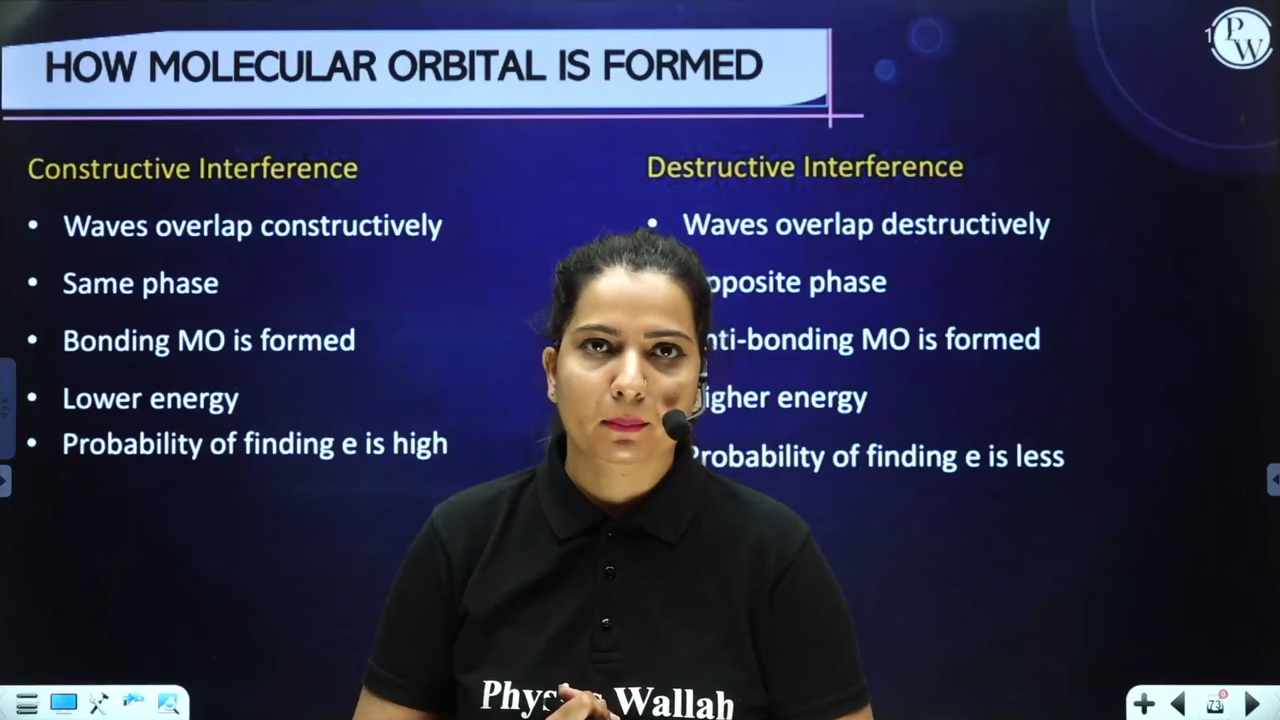 HOW MOLECULAR ORBITAL IS FORMED
PW
Constructive Interference
• Waves overlap constructively
• Same phase
• Bonding MO is formed
• Lower energy
• Probability of finding e is high
Destructive Interference
• Waves overlap destructively
pposite phase
nti-bonding MO is formed
igher energy
Probability of finding e is less
Wallah
73